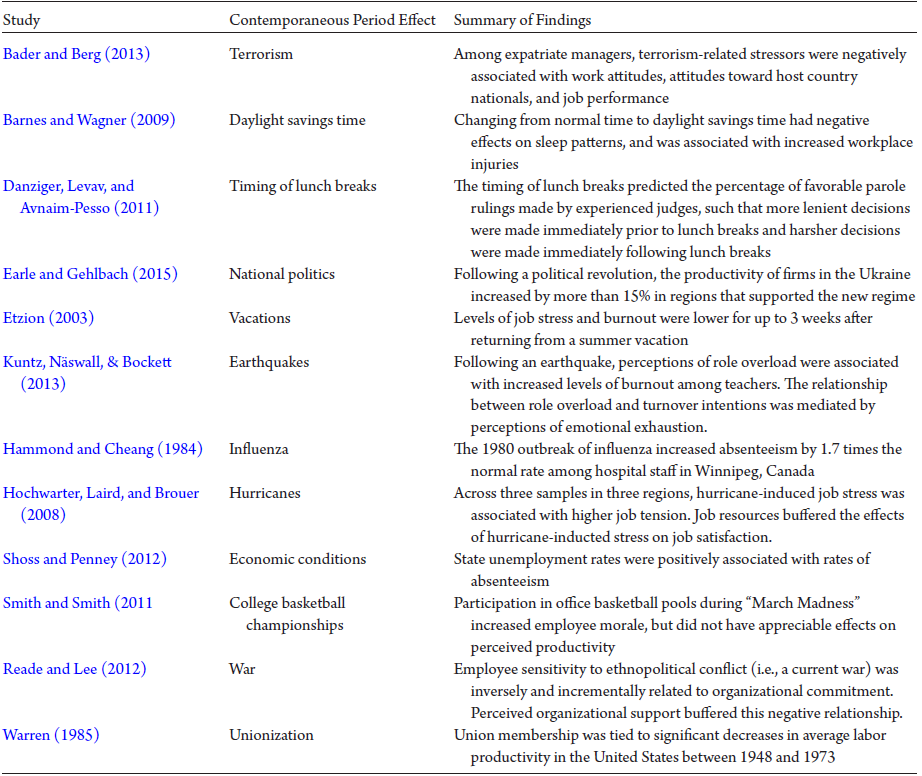 Study Contemporaneous Period Effect Summary of Findings
Bader and Berg (2013) Terrorism Among expatriate managers, terrorism-related stressors were negatively
associated with work attitudes, attitudes toward host country
nationals, and job performance
Barnes and Wagner (2009) Daylight savings time Changing from normal time to daylight savings time had negative
effects on sleep patterns, and was associated with increased workplace
injuries
Danziger, Levav, and Timing of lunch breaks The timing of lunch breaks predicted the percentage of favorable parole
Avnaim-Pesso (2011) rulings made by experienced judges, such that more lenient decisions
were made immediately prior to lunch breaks and harsher decisions
were made immediately following lunch breaks
Earle and Gehlbach (2015) National politics Following a political revolution, the productivity of firms in the Ukraine
increased by more than 15% in regions that supported the new regime
Etzion (2003) Vacations Levels of job stress and burnout were lower for up to 3 weeks after
returning from a summer vacation
Kuntz, Näswall, & Bockett Earthquakes Following an earthquake, perceptions of role overload were associated
(2013) with increased levels of burnout among teachers. The relationship
between role overload and turnover intentions was mediated by
perceptions of emotional exhaustion.
Hammond and Cheang (1984) Influenza The 1980 outbreak of influenza increased absenteeism by 1.7 times the
normal rate among hospital staff in Winnipeg, Canada
Hochwarter, Laird, and Brouer Hurricanes Across three samples in three regions, hurricane-induced job stress was
(2008) associated with higher job tension. Job resources buffered the effects
of hurricane-inducted stress on job satisfaction.
Shoss and Penney (2012) Economic conditions State unemployment rates were positively associated with rates of
absenteeism
Smith and Smith (2011 College basketball Participation in office basketball pools during “March Madness”
championships increased employee morale, but did not have appreciable effects on
perceived productivity
Reade and Lee (2012) War Employee sensitivity to ethnopolitical conflict (i.e., a current war) was
inversely and incrementally related to organizational commitment.
Perceived organizational support buffered this negative relationship.
Warren (1985) Unionization Union membership was tied to significant decreases in average labor
productivity in the United States between 1948 and 1973